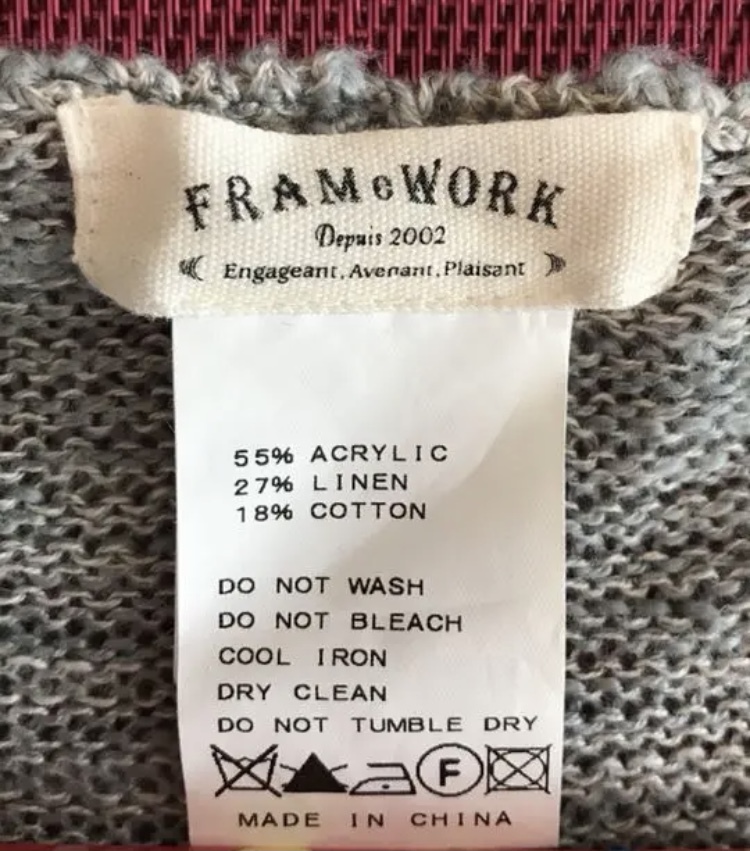 FRAMeWORK
Depuis 2002
Engageant, Avenant, Plaisant
55% ACRYLIC
27% LINEN
18% COTTON
DO NOT WASH
DO NOT BLEACH
COOL IRON
DRY CLEAN
DO NOT TUMBLE DRY
F
MADE IN CHINA